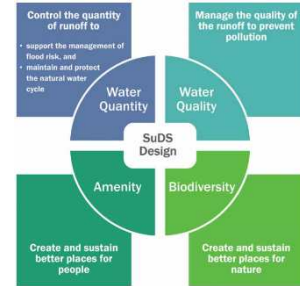 Control the quantity
of runoff to
• support the management of
flood risk, and
• maintain and protect
the natural water
cycle
Manage the quality of
the runoff to prevent
pollution
Water
Quantity
Water
Quality
SuDS
Design
Amenity
Biodiversity
Create and sustain
better places for
people
Create and sustain
better places for
nature